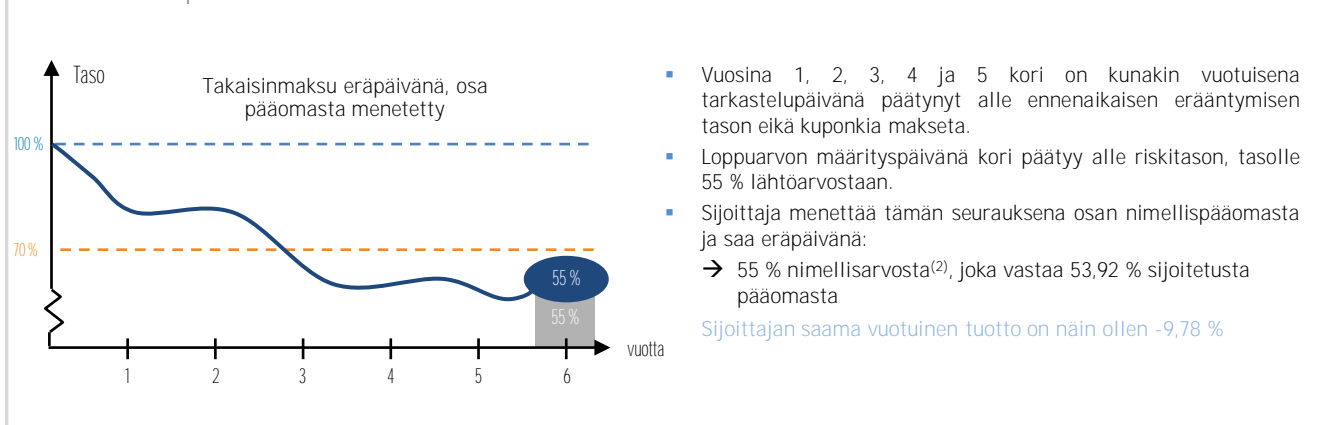 Taso
Takaisinmaksu eräpäivänä, osa
pääomasta menetetty
100 %
70 %
55 %
55 %
vuotta
1 2 3 4 5 6
▪ Vuosina 1, 2, 3, 4 ja 5 kori on kunakin vuotuisena
tarkastelupäivänä päätynyt alle ennenaikaisen erääntymisen
tason eikä kuponkia makseta.
▪ Loppuarvon määrityspäivänä kori päätyy alle riskitason, tasolle
55 % lähtöarvostaan.
▪ Sijoittaja menettää tämän seurauksena osan nimellispääomasta
ja saa eräpäivänä:
→ 55 % nimellisarvosta(2), joka vastaa 53,92 % sijoitetusta
pääomasta
Sijoittajan saama vuotuinen tuotto on näin ollen -9,78 %